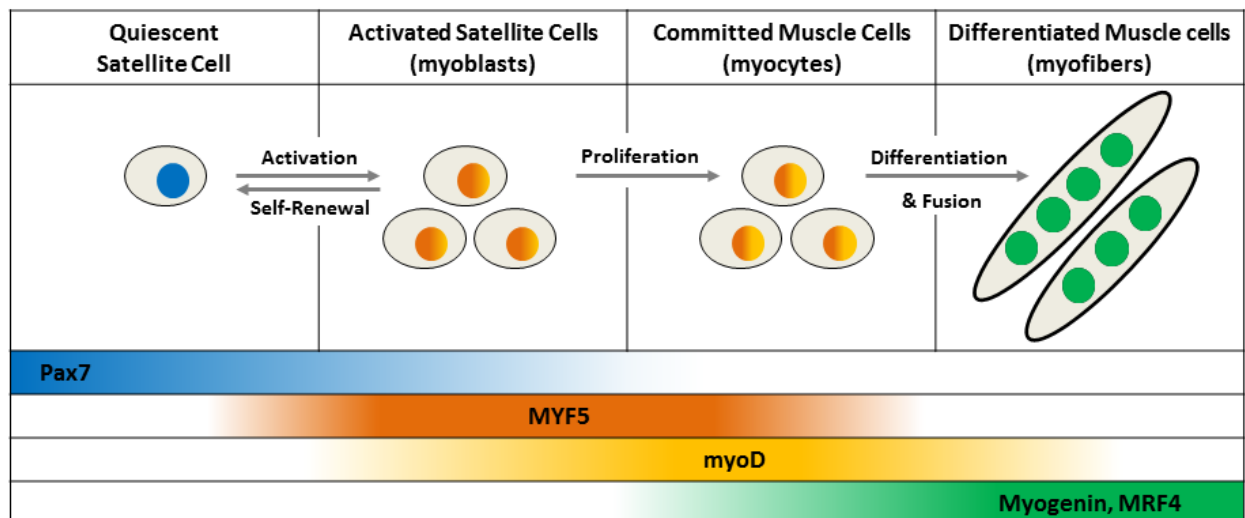 Quiescent
Satellite Cell
Activated Satellite Cells
(myoblasts)
Committed Muscle Cells
(myocytes)
Differentiated Muscle cells
(myofibers)
Activation
Self-Renewal
Proliferation
Differentiation
& Fusion
Pax7
MYF5
myoD
Myogenin, MRF4